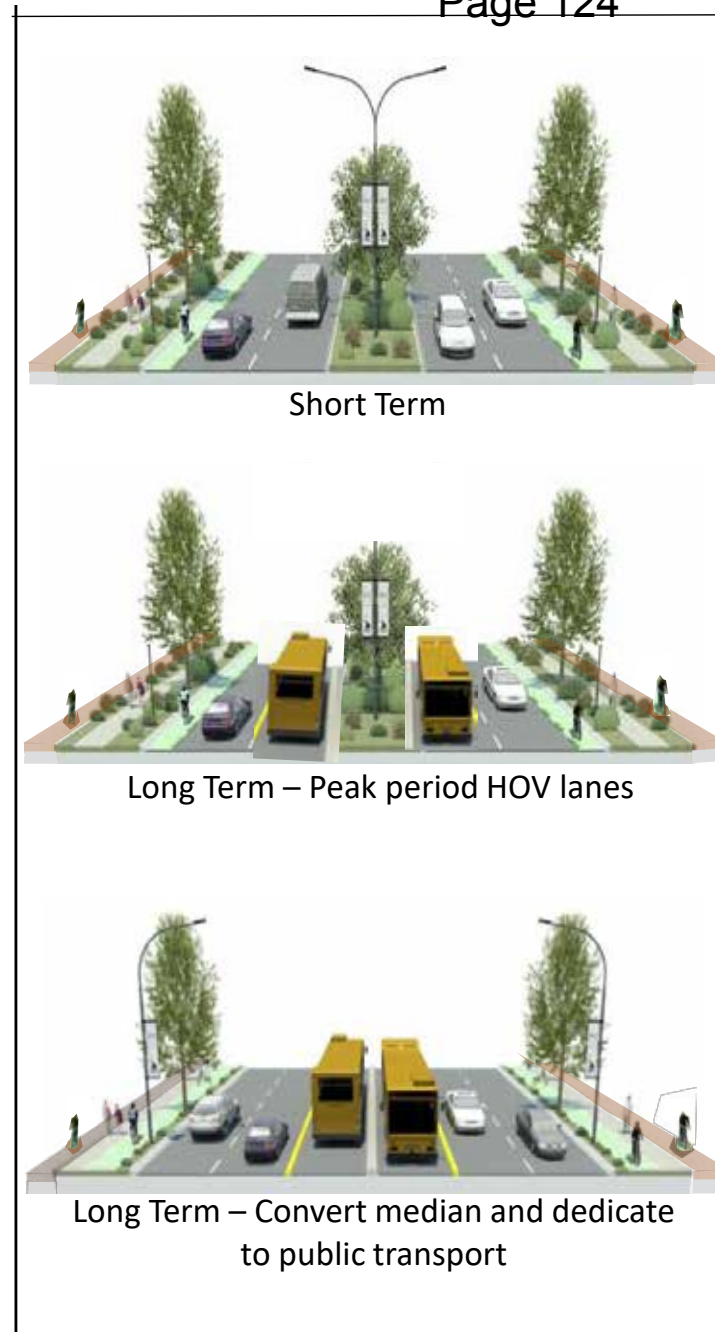 Page 124
Short Term
Long Term – Peak period HOV lanes
Long Term – Convert median and dedicate
to public transport